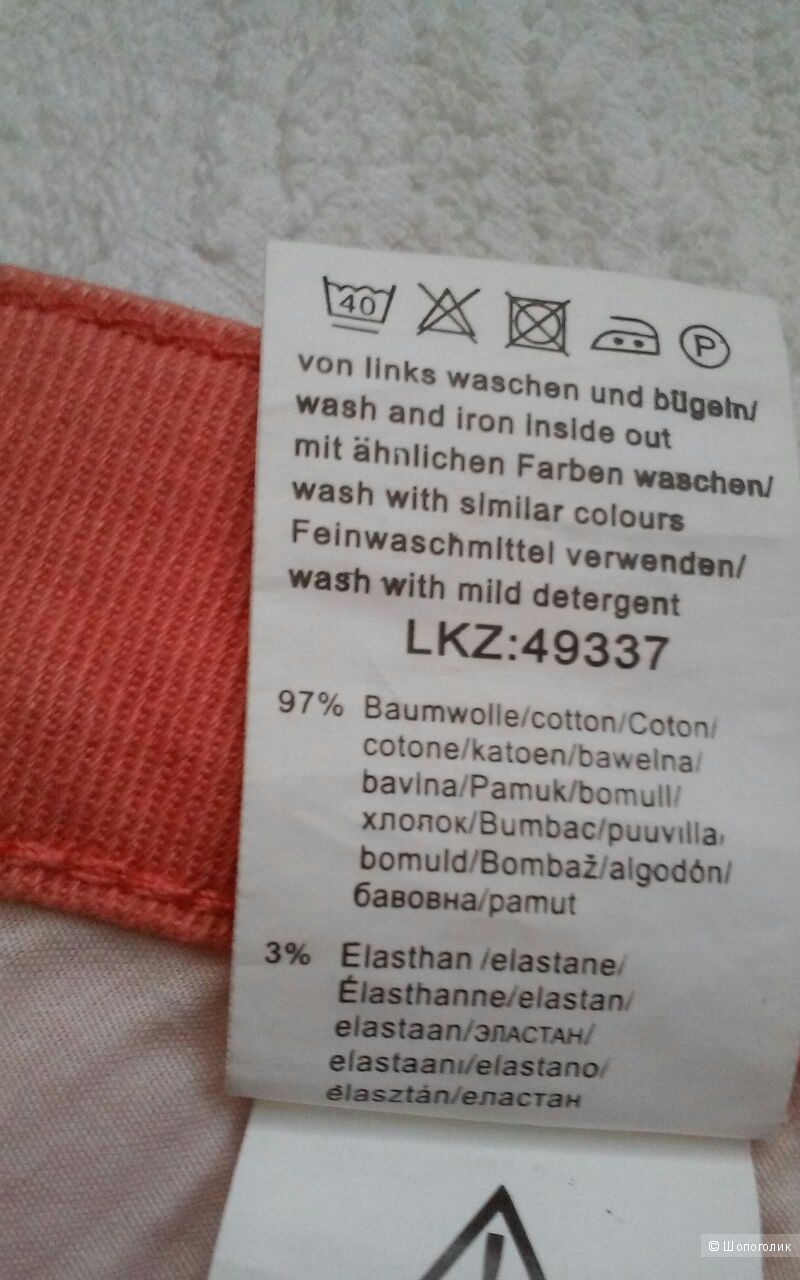 40
P
von links waschen und bügeln/
wash and iron inside out
mit ähnlichen Farben waschen/
wash with similar colours
Feinwaschmittel verwenden/
wash with mild detergent
LKZ:49337
97% Baumwolle/cotton/Coton/
cotone/katoen/bawelna/
bavlna/Pamuk/bomull/
хлопок/Bumbac/puuvilla,
bomuld/Bombaž/algodón/
бавовна/pamut
3% Elasthan /elastane/
Élasthanne/elastan/
elastaan/ЭЛАСТАН/
elastaani/elastano/
élasztán/еластан
© Шопоголик